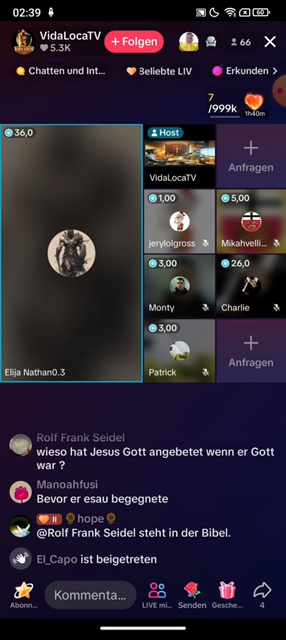 02:39
60
VidaLocaTV
5.3K
+ Folgen
66
Chatten und Int...
Beliebte LIV
Erkunden
7
/999k
1h40m
36,0
Host
VidaLocaTV
Anfragen
1,00
jerylolgross
5,00
Mikahvelli...
3,00
Monty
26,0
Charlie
3,00
Patrick
Anfragen
Elija Nathan0.3
Rolf Frank Seidel
wieso hat Jesus Gott angebetet wenn er Gott
war ?
Manoahfusi
Bevor er esau begegnete
II hope
@Rolf Frank Seidel steht in der Bibel.
El_Capo ist beigetreten
Kommenta...
Abonn...
LIVE mi...
Senden
Gesche...
4